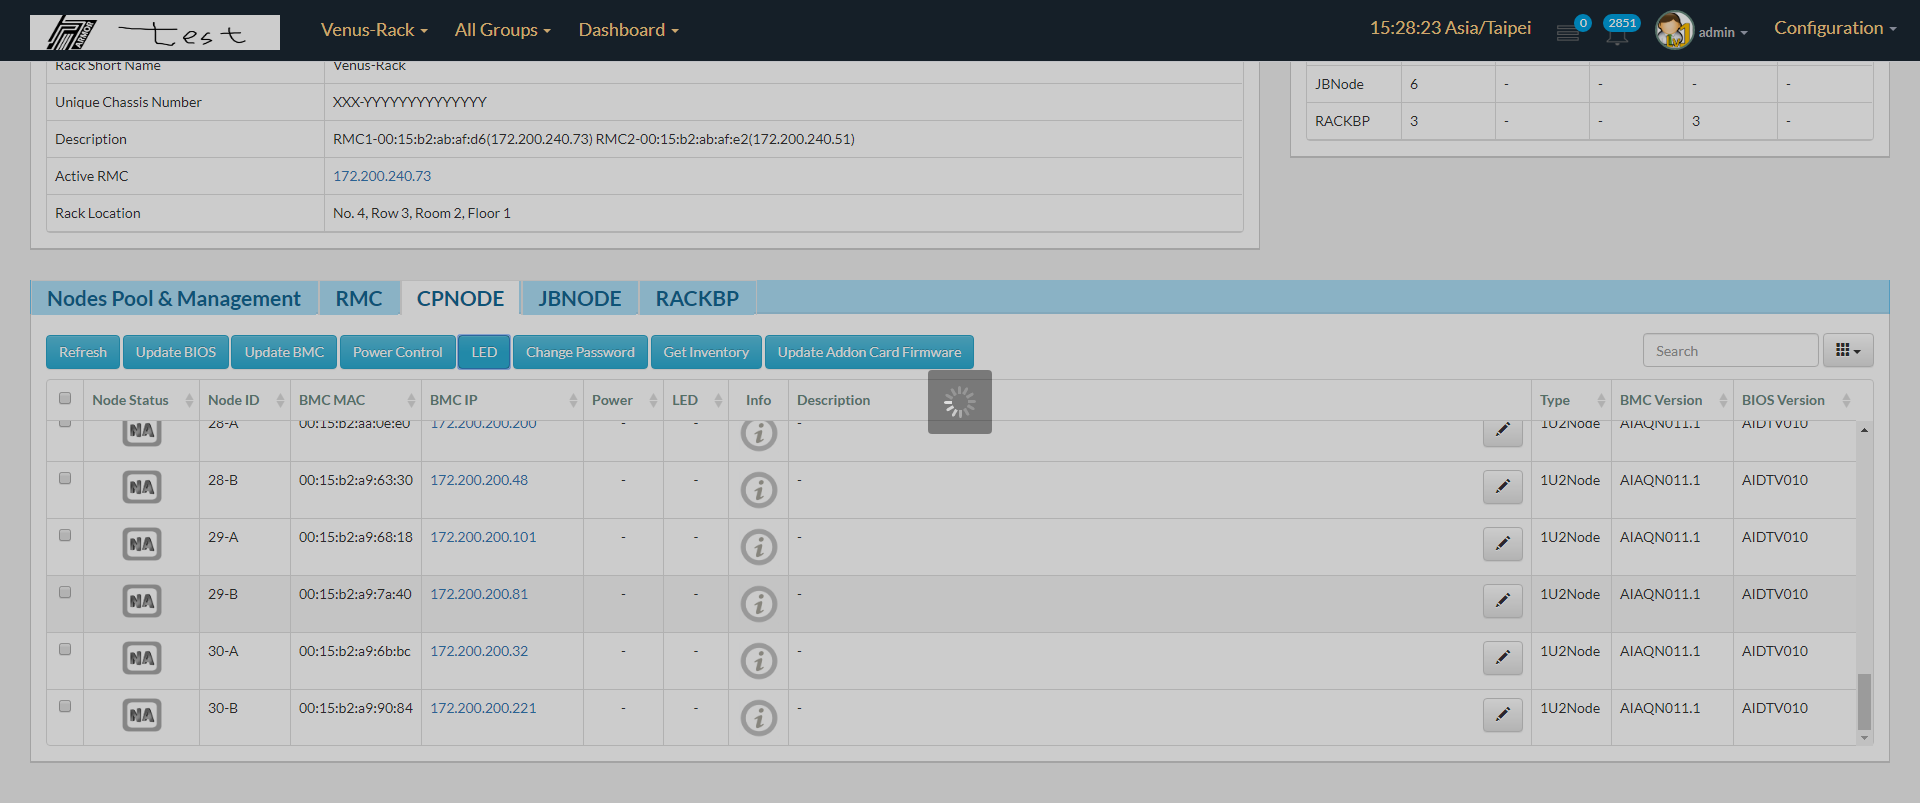 ARMOR test Venus-Rack All Groups Dashboard 15:28:23 Asia/Taipei 0 2851 admin Configuration
Rack Short Name Venus-Rack
Unique Chassis Number XXX-YYYYYYYYYYYYYY
Description RMC1-00:15:b2:ab:af:d6(172.200.240.73) RMC2-00:15:b2:ab:af:e2(172.200.240.51)
Active RMC 172.200.240.73
Rack Location No. 4, Row 3, Room 2, Floor 1
JBNode 6 - - - -
RACKBP 3 - - 3 -
Nodes Pool & Management RMC CPNODE JBNODE RACKBP
Refresh Update BIOS Update BMC Power Control LED Change Password Get Inventory Update Addon Card Firmware Search
Node Status Node ID BMC MAC BMC IP Power LED Info Description Type BMC Version BIOS Version
NA 28-A 00:15:b2:aa:0e:e0 172.200.200.200 - - i - 1U2Node AIAQN011.1 AIDTV010
NA 28-B 00:15:b2:a9:63:30 172.200.200.48 - - i - 1U2Node AIAQN011.1 AIDTV010
NA 29-A 00:15:b2:a9:68:18 172.200.200.101 - - i - 1U2Node AIAQN011.1 AIDTV010
NA 29-B 00:15:b2:a9:7a:40 172.200.200.81 - - i - 1U2Node AIAQN011.1 AIDTV010
NA 30-A 00:15:b2:a9:6b:bc 172.200.200.32 - - i - 1U2Node AIAQN011.1 AIDTV010
NA 30-B 00:15:b2:a9:90:84 172.200.200.221 - - i - 1U2Node AIAQN011.1 AIDTV010